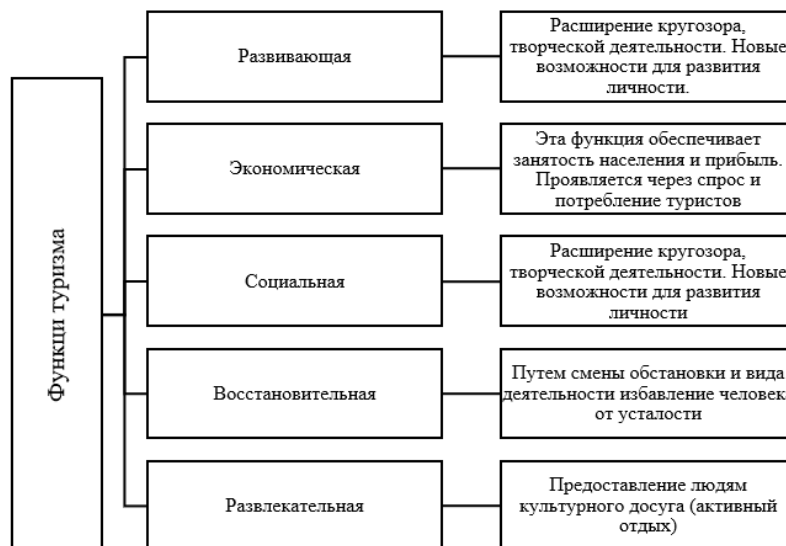 Функци туризма
Развивающая
Расширение кругозора,
творческой деятельности. Новые
возможности для развития
личности.
Экономическая
Эта функция обеспечивает
занятость населения и прибыль.
Проявляется через спрос и
потребление туристов
Социальная
Расширение кругозора,
творческой деятельности. Новые
возможности для развития
личности
Восстановительная
Путем смены обстановки и вида
деятельности избавление человека
от усталости
Развлекательная
Предоставление людям
культурного досуга (активный
отдых)